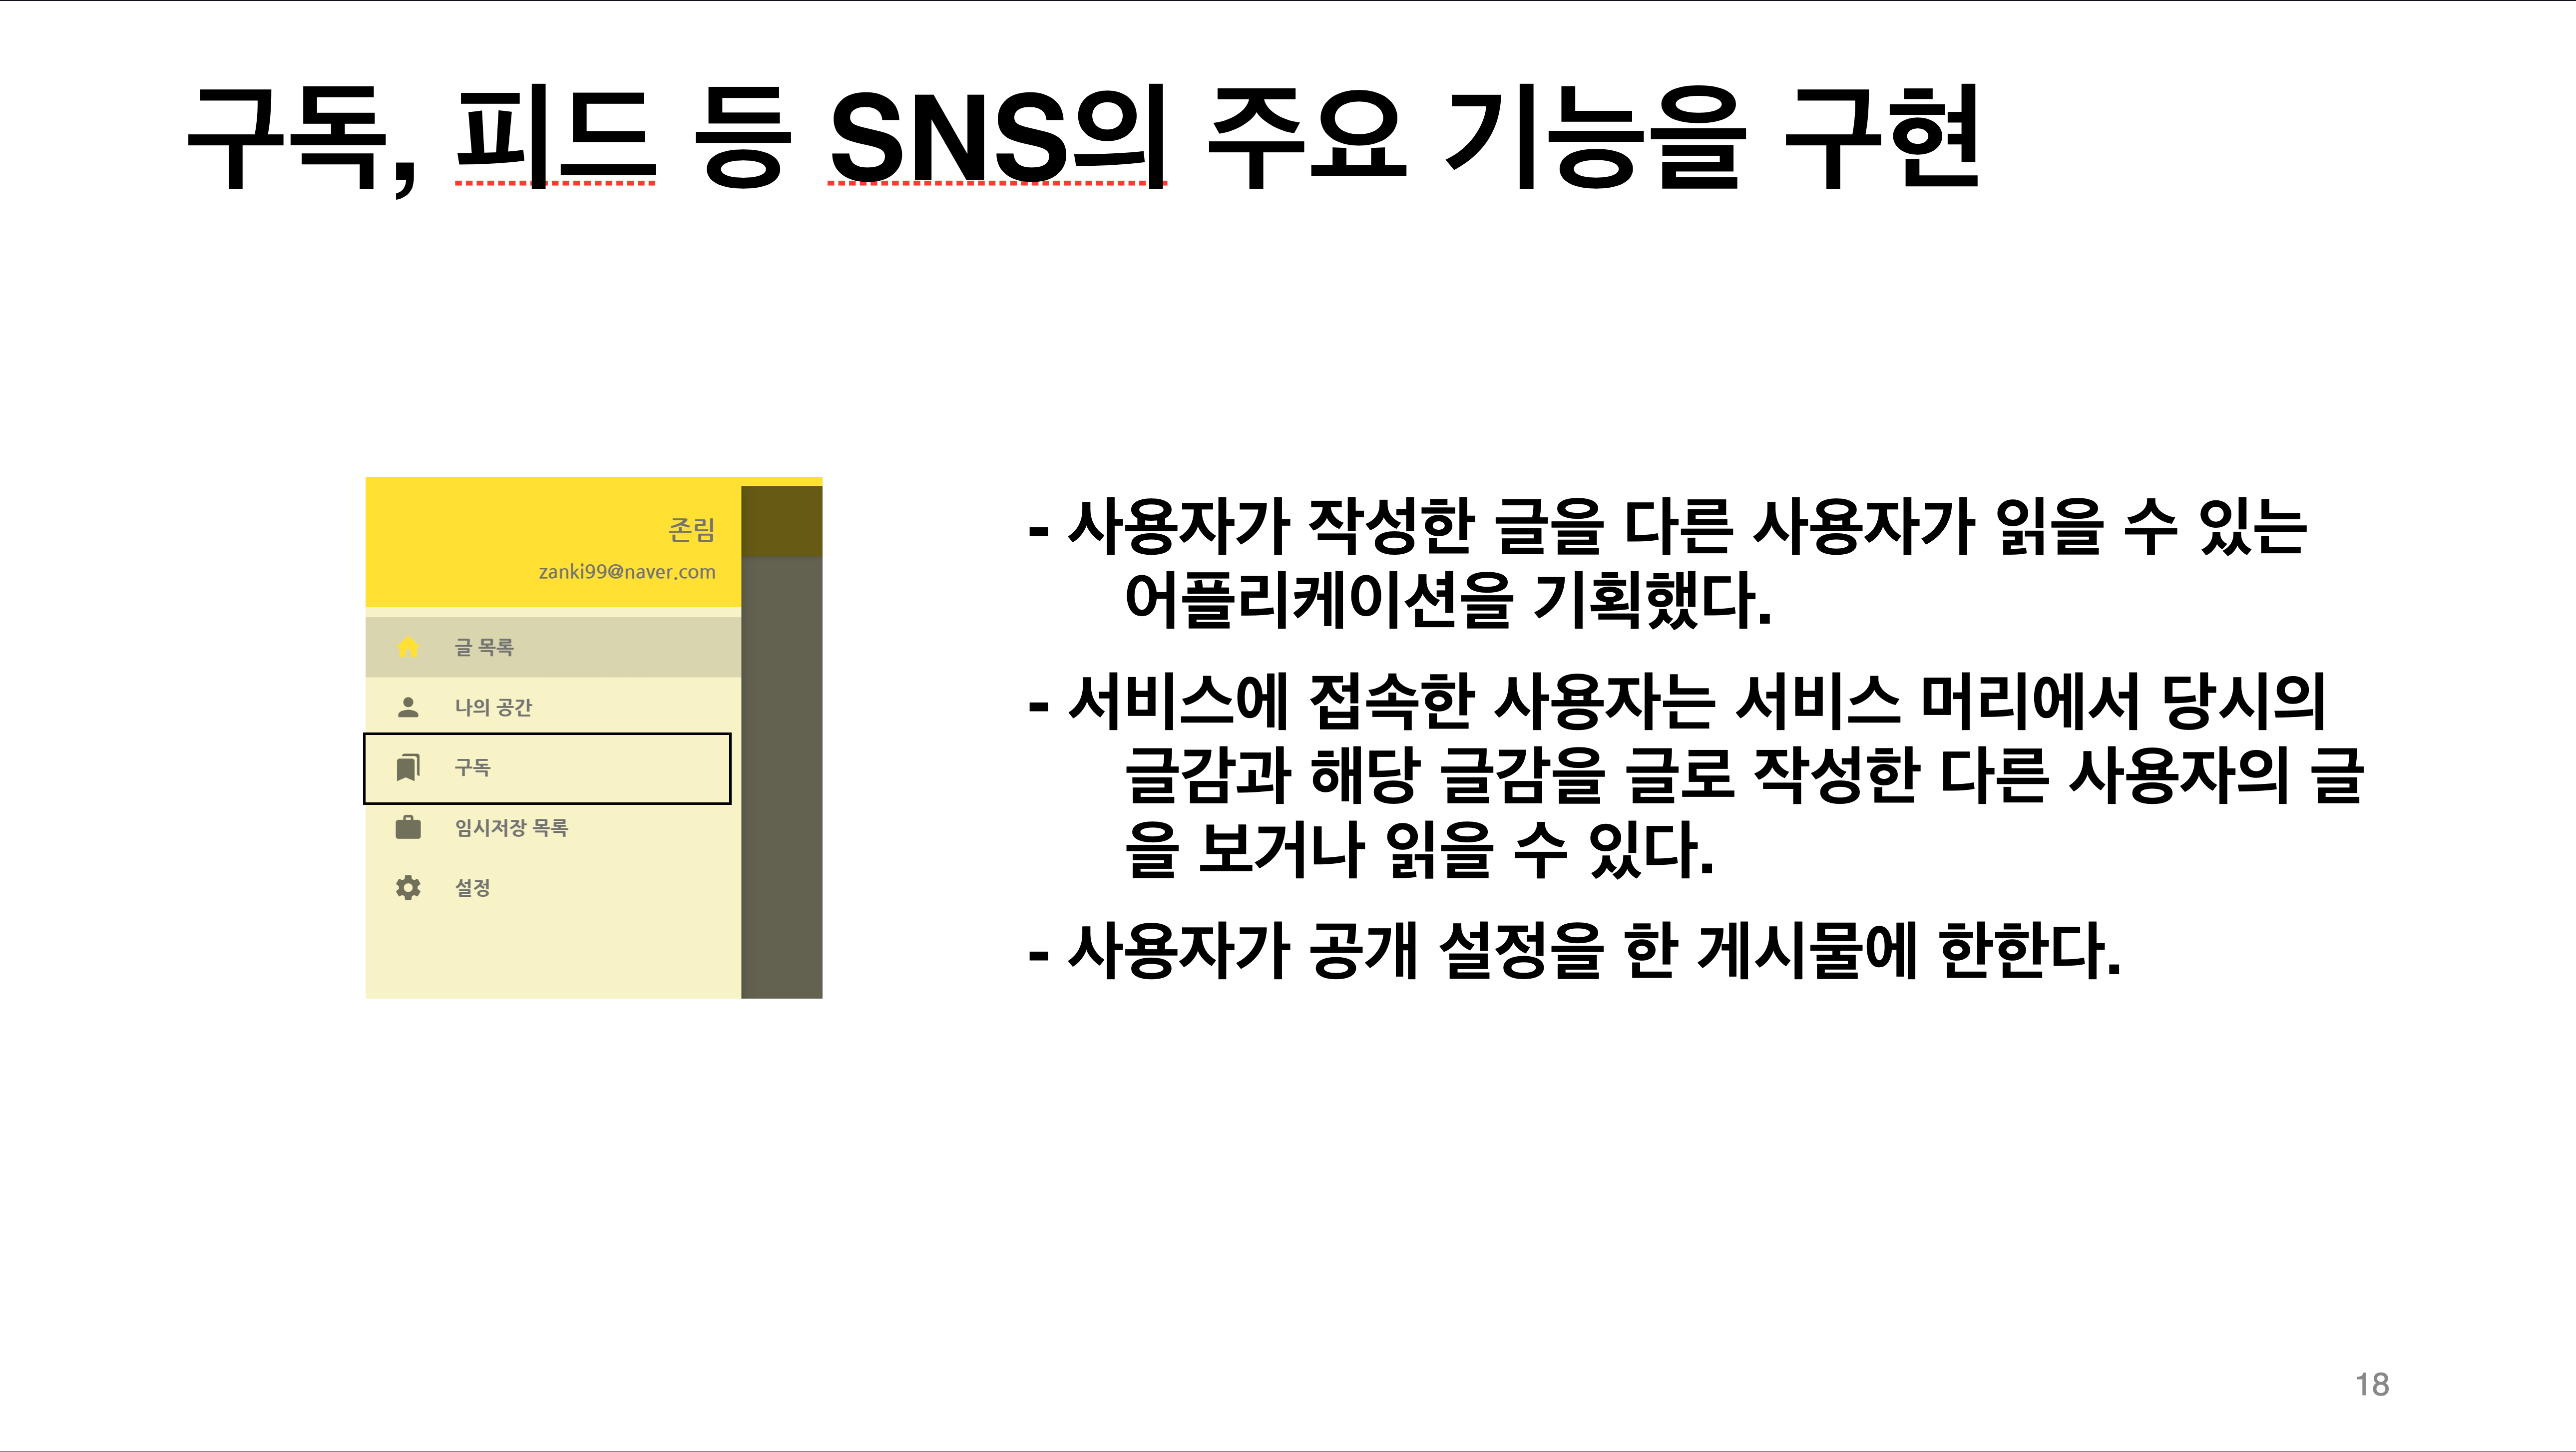 구독, 피드 등 SNS의 주요 기능을 구현
존림
zanki99@naver.com
글 목록
나의 공간
구독
임시저장 목록
설정
- 사용자가 작성한 글을 다른 사용자가 읽을 수 있는
어플리케이션을 기획했다.
- 서비스에 접속한 사용자는 서비스 머리에서 당시의
글감과 해당 글감을 글로 작성한 다른 사용자의 글
을 보거나 읽을 수 있다.
- 사용자가 공개 설정을 한 게시물에 한한다.
18